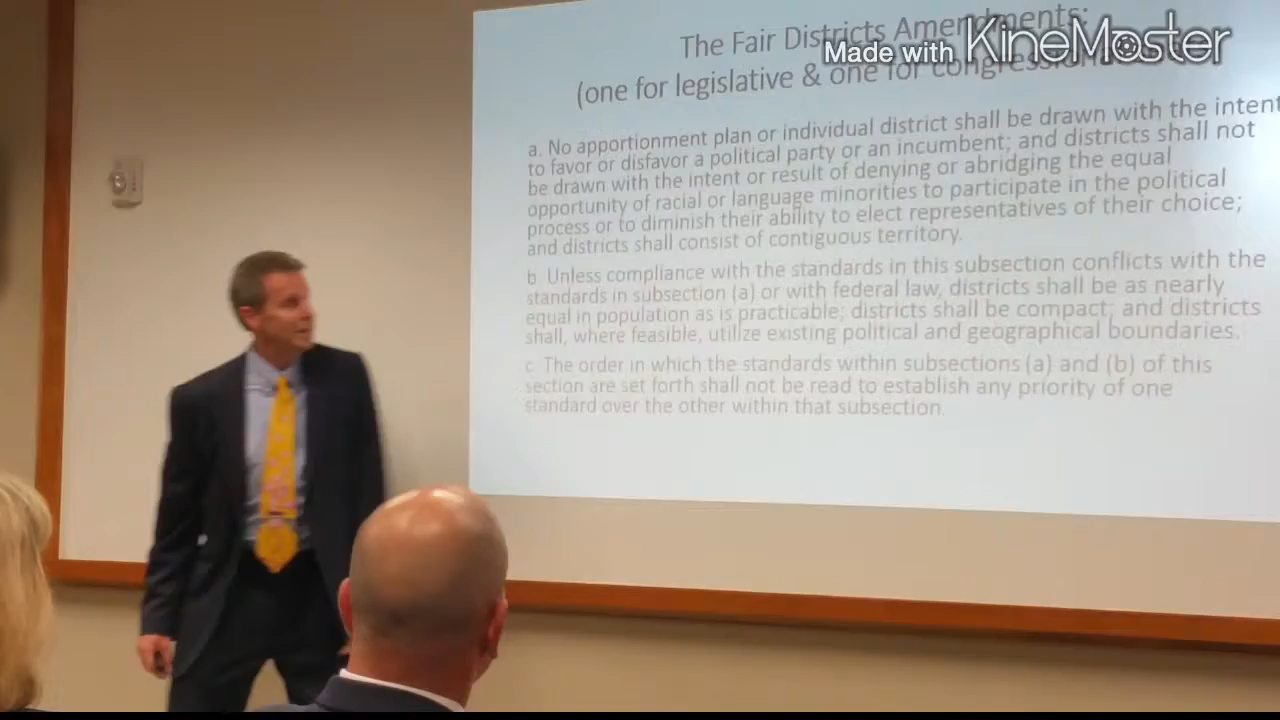 The Fair Districts Amendments:
Made with KineMaster
(one for legislative & one for congressional
a. No apportionment plan or individual district shall be drawn with the intent
to favor or disfavor a political party or an incumbent; and districts shall not
be drawn with the intent or result of denying or abridging the equal
opportunity of racial or language minorities to participate in the political
process or to diminish their ability to elect representatives of their choice;
and districts shall consist of contiguous territory.
b. Unless compliance with the standards in this subsection conflicts with the
standards in subsection (a) or with federal law, districts shall be as nearly
equal in population as is practicable; districts shall be compact; and districts
shall, where feasible, utilize existing political and geographical boundaries.
c. The order in which the standards within subsections (a) and (b) of this
section are set forth shall not be read to establish any priority of one
standard over the other within that subsection.